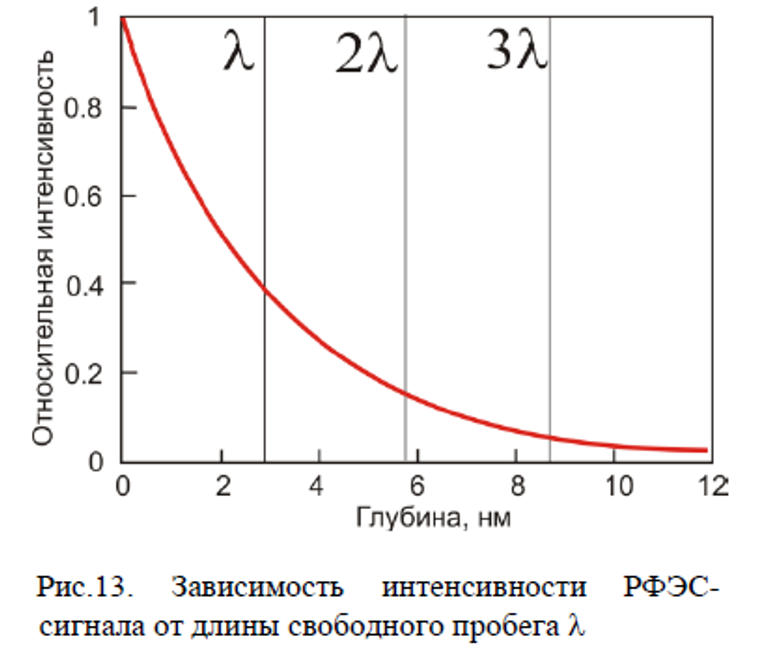 1
λ
2λ
3λ
0.8
0.6
0.4
0.2
0
Относительная интенсивность
0
2
4
6
8
10
12
Глубина, нм
Рис.13. Зависимость интенсивности РФЭС-
сигнала от длины свободного пробега λ